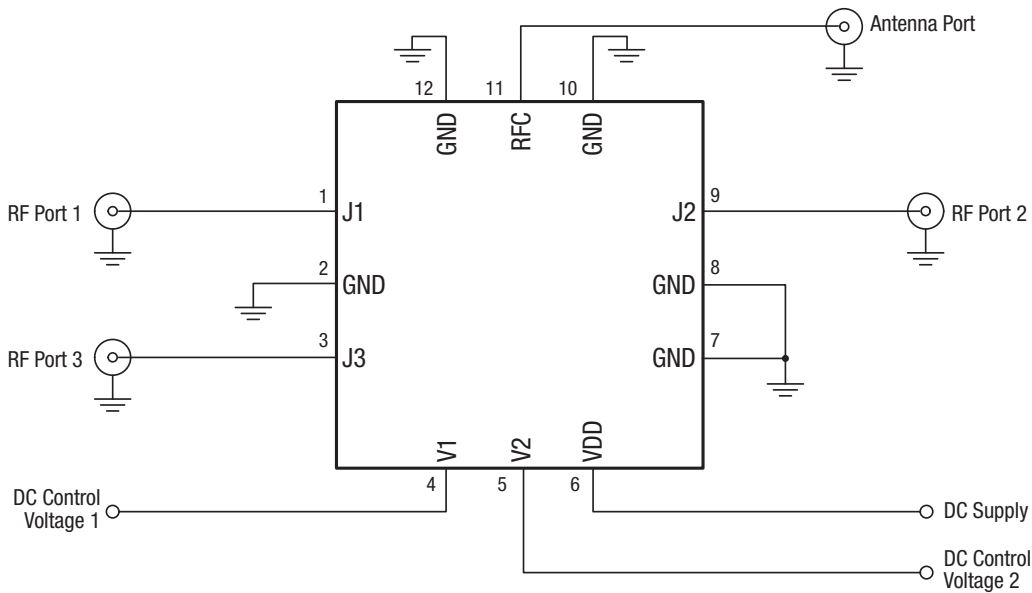 Antenna Port
12
11
10
GND
RFC
GND
RF Port 1
1
J1
J2
9
RF Port 2
2
GND
GND
8
RF Port 3
3
J3
GND
7
V1
V2
VDD
4
5
6
DC Control
Voltage 1
DC Supply
DC Control
Voltage 2